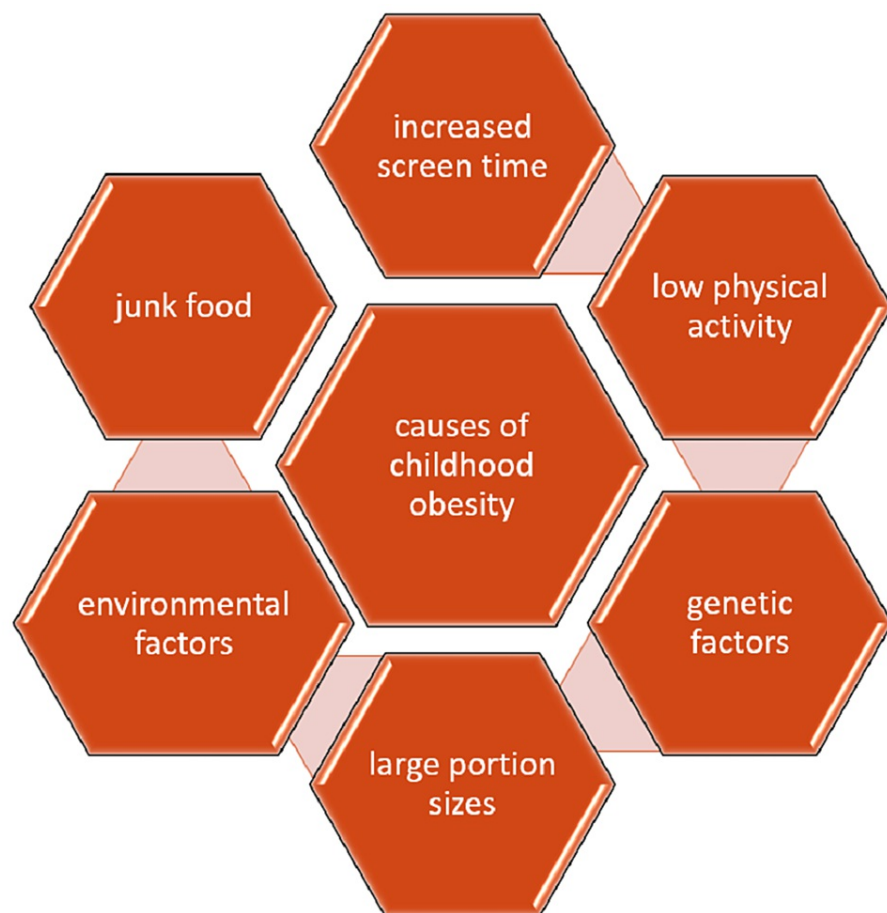 increased
screen time
low physical
activity
junk food
causes of
childhood
obesity
environmental
factors
genetic
factors
large portion
sizes